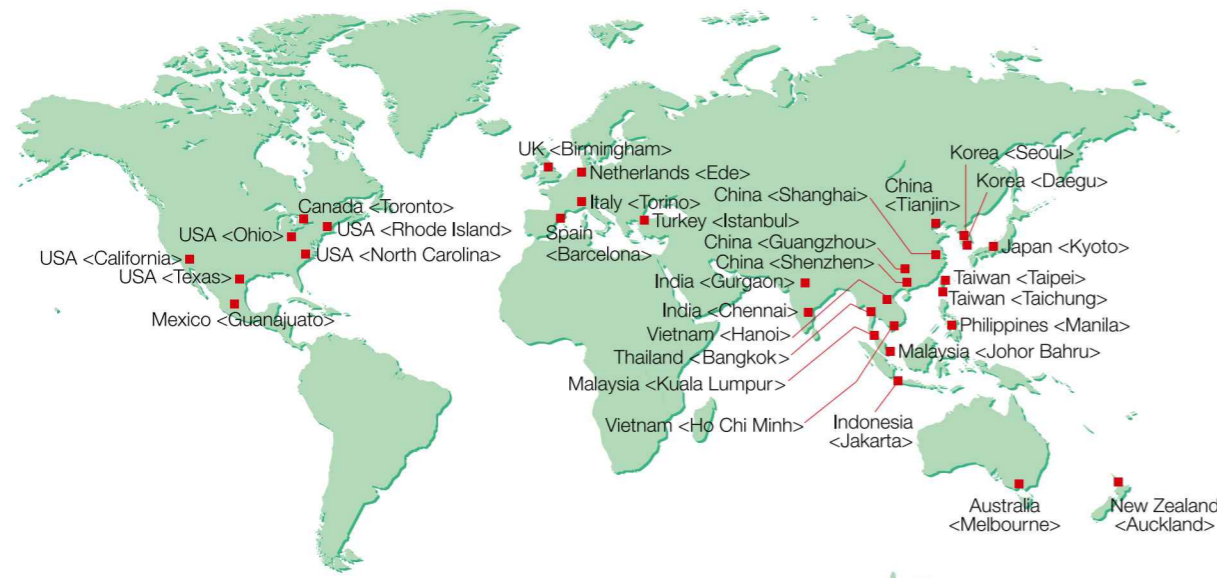 UK <Birmingham>
Netherlands <Ede>
Italy <Torino>
Turkey <Istanbul>
Spain
<Barcelona>
Canada <Toronto>
USA <Rhode Island>
USA <Ohio>
USA <North Carolina>
USA <California>
USA <Texas>
Mexico <Guanajuato>
Korea <Seoul>
Korea <Daegu>
China <Shanghai>
China
<Tianjin>
Japan <Kyoto>
China <Guangzhou>
China <Shenzhen>
India <Gurgaon>
India <Chennai>
Taiwan <Taipei>
Taiwan <Taichung>
Vietnam <Hanoi>
Philippines <Manila>
Thailand <Bangkok>
Malaysia <Johor Bahru>
Malaysia <Kuala Lumpur>
Vietnam <Ho Chi Minh>
Indonesia
<Jakarta>
Australia
<Melbourne>
New Zealand
<Auckland>